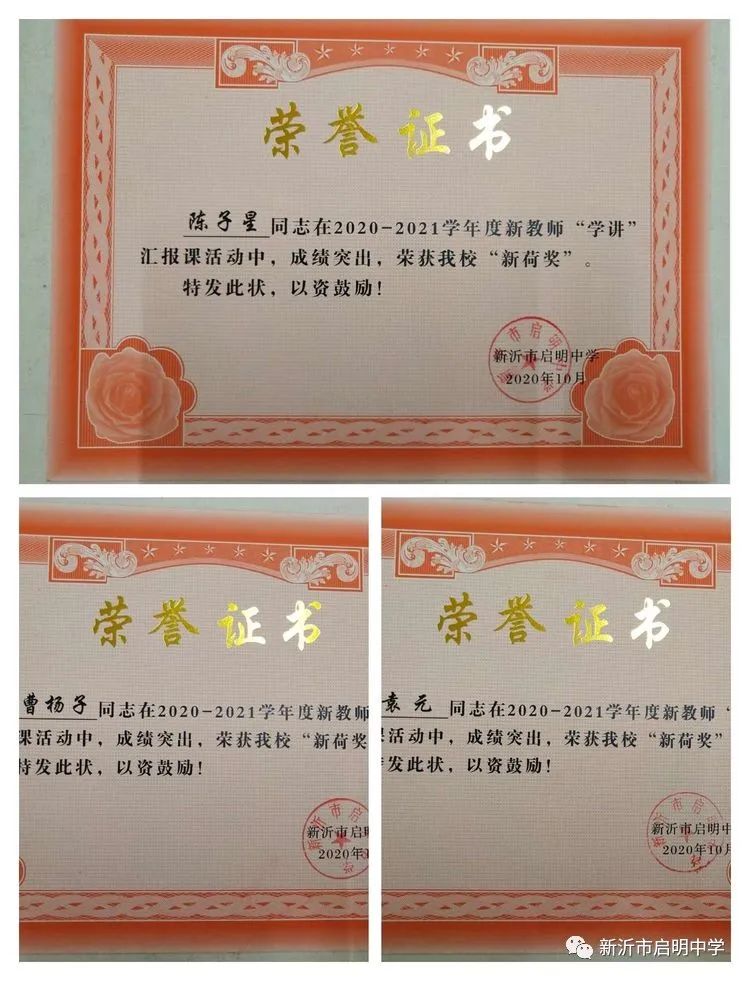 荣誉证书
陈子星同志在2020-2021学年度新教师“学讲”
汇报课活动中，成绩突出，荣获我校“新荷奖”。
特发此状，以资鼓励！
新沂市启明中学
2020年10月
荣誉证书
曹杨子同志在2020-2021学年度新教师
课活动中，成绩突出，荣获我校“新荷奖
特发此状，以资鼓励！
新沂市启明中
2020年1
荣誉证书
袁元同志在2020-2021学年度新教师“
课活动中，成绩突出，荣获我校“新荷奖”
发此状，以资鼓励！
新沂市启明中
2020年10月
新沂市启明中学